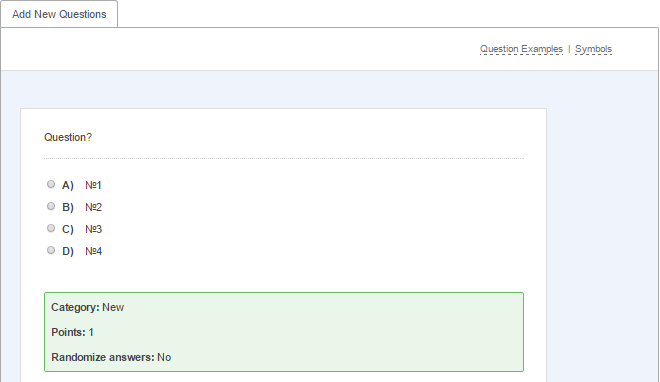 Add New Questions
Question Examples | Symbols
Question?
A) №1
B) №2
C) №3
D) №4
Category: New
Points: 1
Randomize answers: No